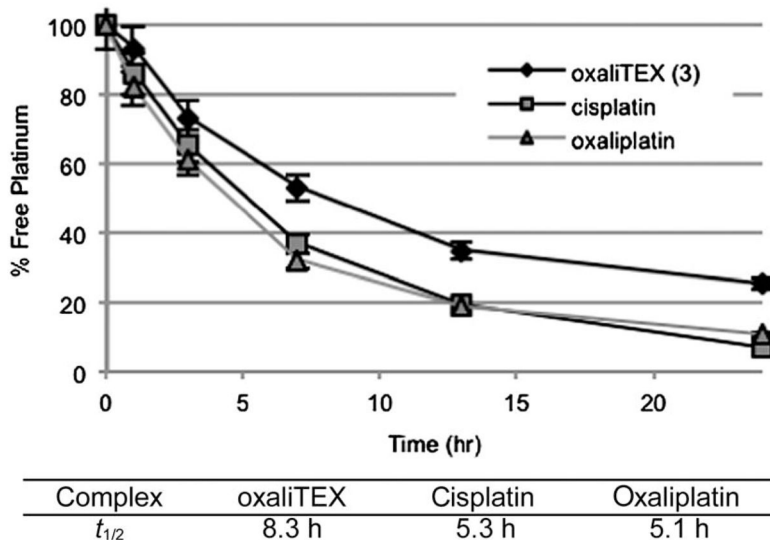 100
80
60
40
20
0
% Free Platinum
oxaliTEX (3)
cisplatin
oxaliplatin
0 5 10 15 20
Time (hr)
Complex oxaliTEX Cisplatin Oxaliplatin
t1/2 8.3 h 5.3 h 5.1 h